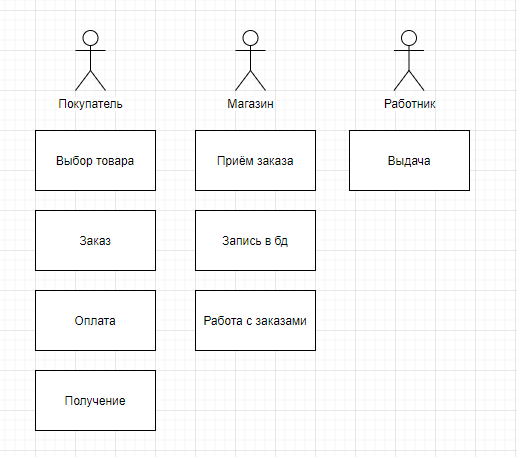 Покупатель
Магазин
Работник
Выбор товара
Приём заказа
Выдача
Заказ
Запись в бд
Оплата
Работа с заказами
Получение